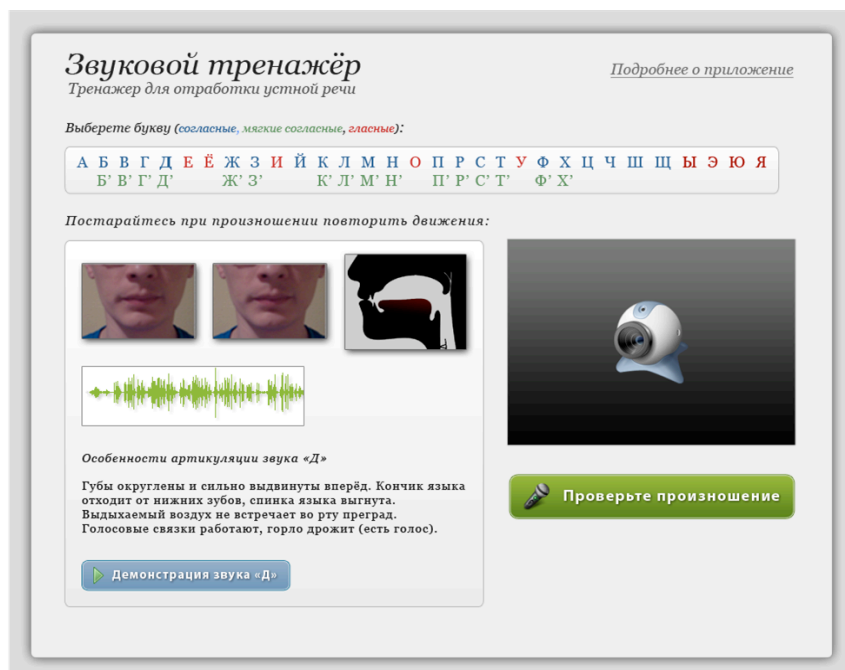 Звуковой тренажёр
Тренажер для отработки устной речи
Подробнее о приложение
Выберете букву (согласные, мягкие согласные, гласные):
А Б В Г Д Е Ё Ж З И Й К Л М Н О П Р С Т У Ф Х Ц Ч Ш Щ Ы Э Ю Я
Б' В' Г' Д' Ж' З' К' Л' М' Н' П' Р' С' Т' Ф' Х'
Постарайтесь при произношении повторить движения:
Особенности артикуляции звука «Д»
Губы округлены и сильно выдвинуты вперёд. Кончик языка
отходит от нижних зубов, спинка языка выгнута.
Выдыхаемый воздух не встречает во рту преград.
Голосовые связки работают, горло дрожит (есть голос).
Демонстрация звука «Д»
Проверьте произношение